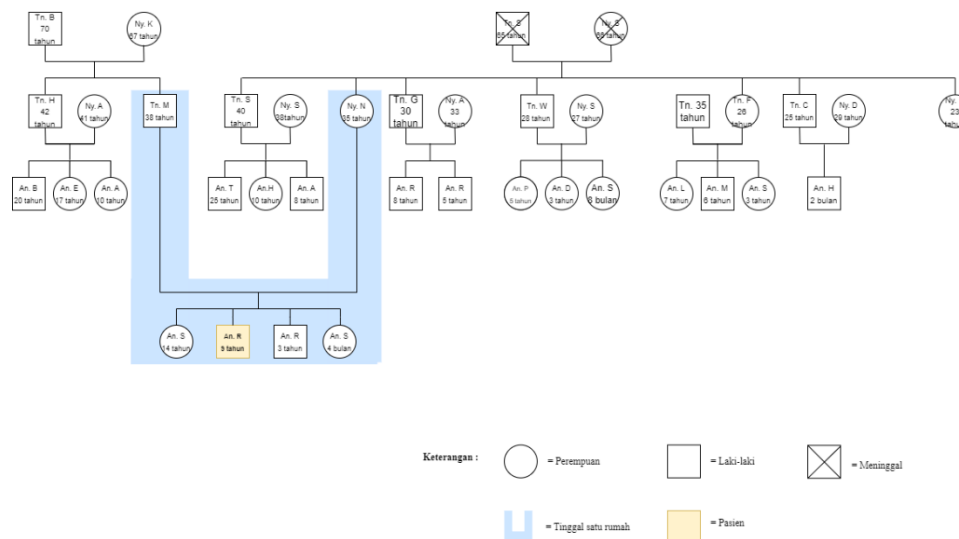 Tn. B
70
tahun
Ny. K
67 tahun
Tn. S
66 tahun
Ny. S
tahun
Tn. H
42
tahun
Ny. A
41 tahun
Tn. M
38 tahun
Tn. S
40
tahun
Ny. S
38tahun
Ny. N
35 tahun
Tn. G
30
tahun
Ny. A
33
tahun
Tn. W
28 tahun
Ny. S
27 tahun
Tn. 35
tahun
Tn. F
26
tahun
Tn. C
25 tahun
Ny. D
29 tahun
Ny.
23
An. B
20 tahun
An. E
17 tahun
An. A
10 tahun
An. T
25 tahun
An.H
10 tahun
An. A
8 tahun
An. R
8 tahun
An. R
5 tahun
An. P
5 tahun
An. D
3 tahun
An. S
8 bulan
An. L
7 tahun
An. M
6 tahun
An. S
3 tahun
An. H
2 bulan
An. S
14 tahun
An. R
9 tahun
An. R
3 tahun
An. S
4 bulan
Keterangan :
= Perempuan
= Laki-laki
= Meninggal
= Tinggal satu rumah
= Pasien